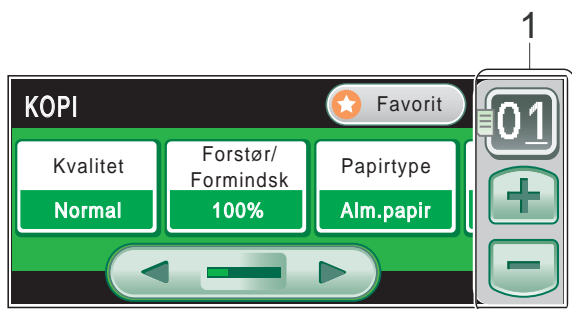 1
KOPI
Favorit
01
Kvalitet
Normal
Forstør/
Formindsk
100%
Papirtype
Alm.papir